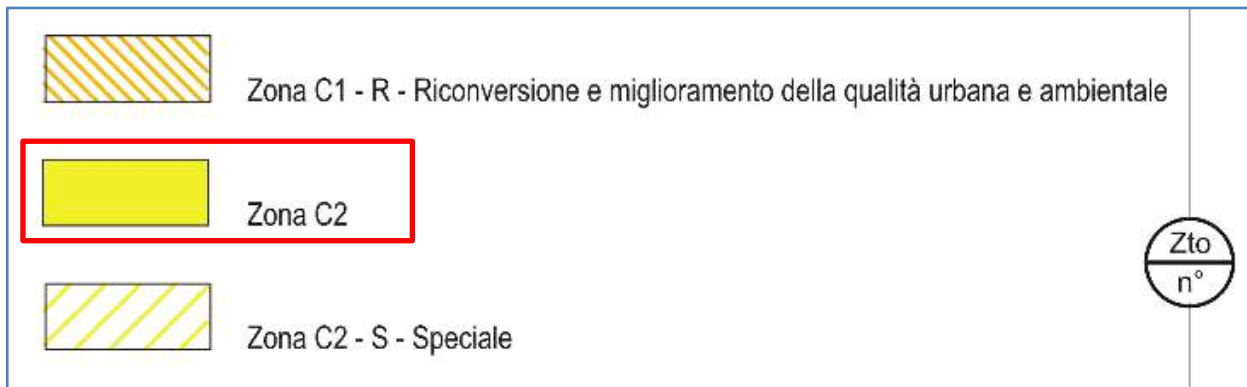 Zona C1 - R - Riconversione e miglioramento della qualità urbana e ambientale
Zona C2
Zto
n°
Zona C2 - S - Speciale